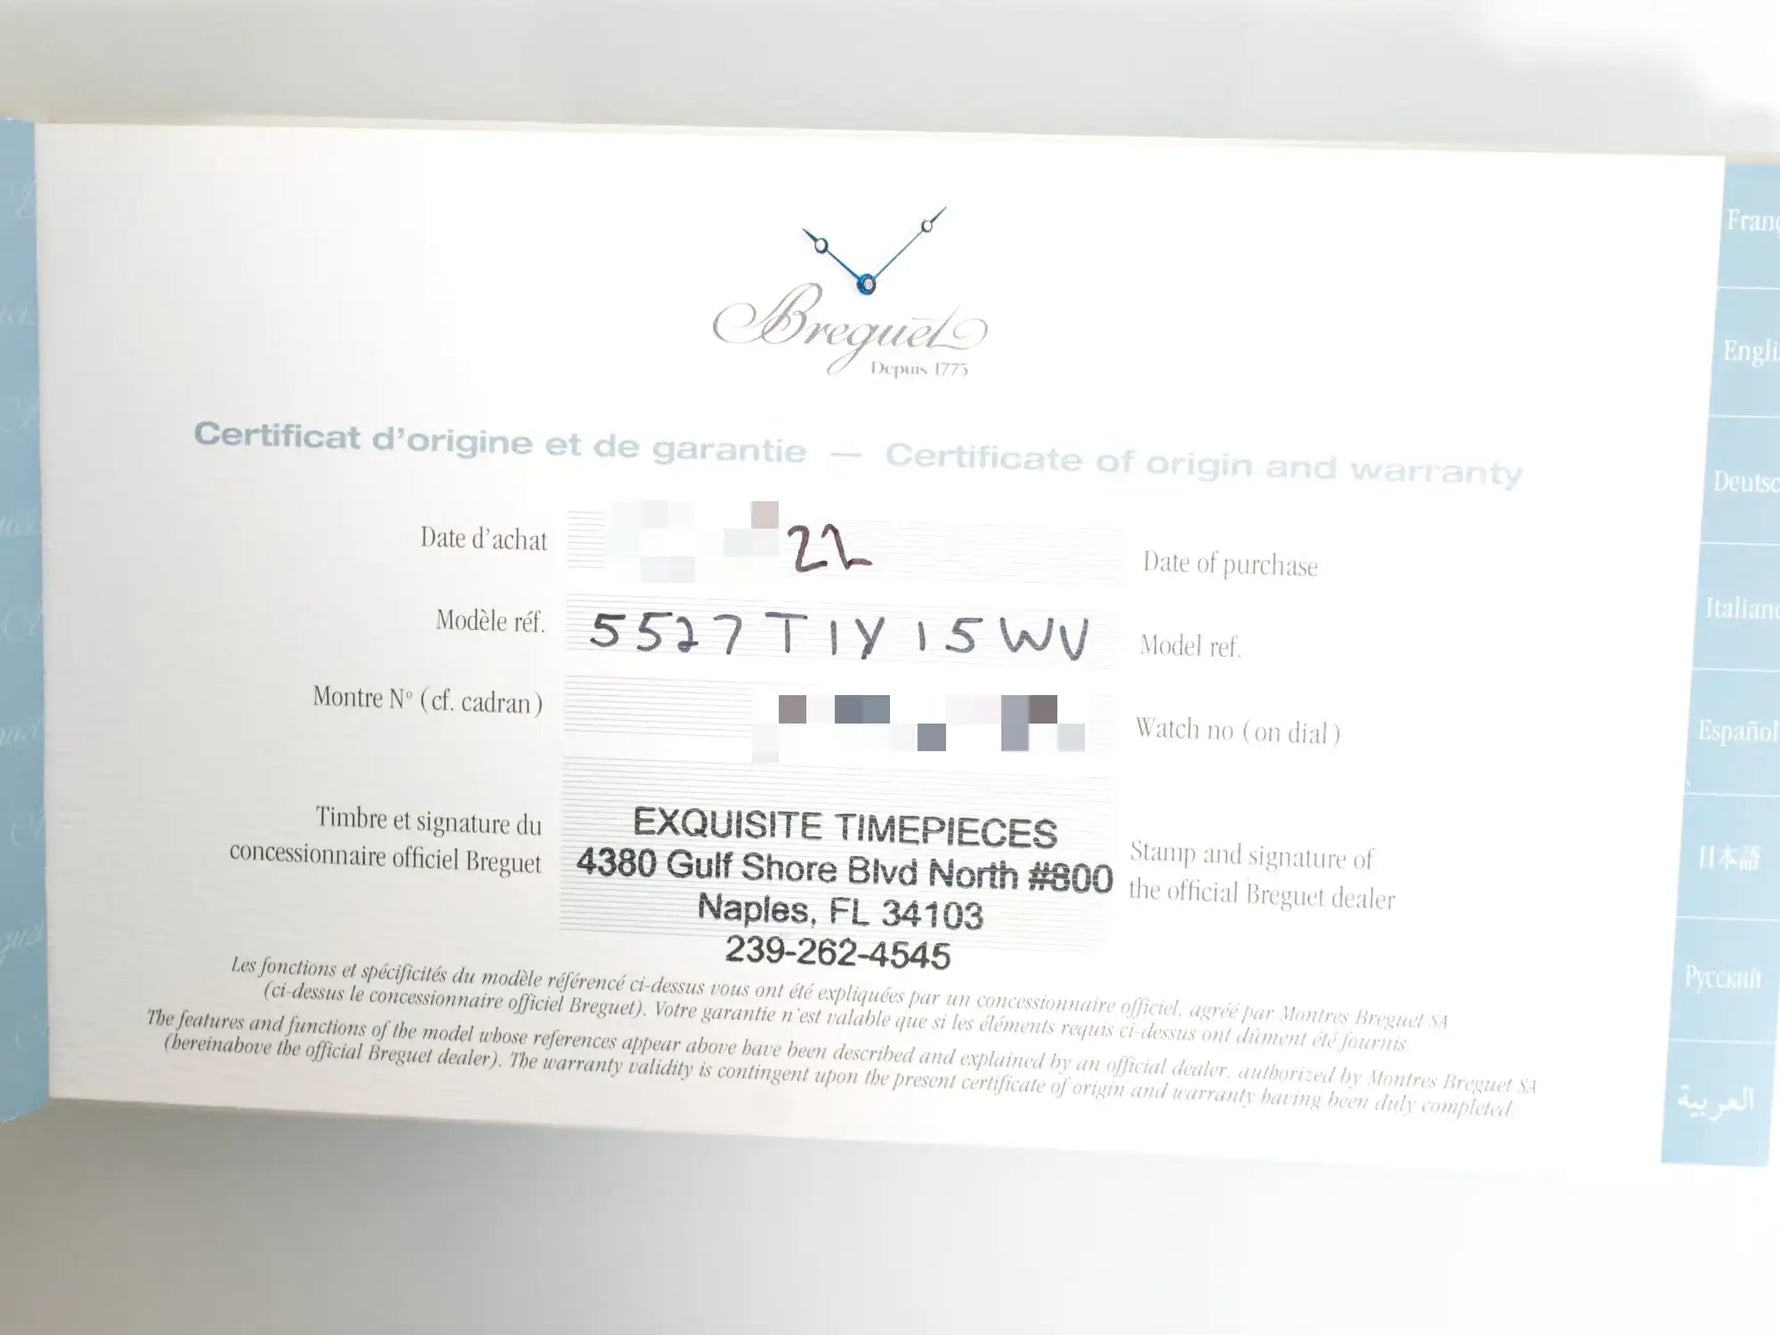 Breguet
Depuis 1775
Certificat d'origine et de garantie — Certificate of origin and warranty
Date d'achat 22 Date of purchase
Modèle réf. 5527 T1Y15WV Model ref.
Montre Nº (cf. cadran) Watch no (on dial)
Timbre et signature du
concessionnaire officiel Breguet
EXQUISITE TIMEPIECES
4380 Gulf Shore Blvd North #800
Naples, FL 34103
239-262-4545
Stamp and signature of
the official Breguet dealer
Les fonctions et spécificités du modèle référencé ci-dessus vous ont été expliquées par un concessionnaire officiel, agréé par Montres Breguet SA
(ci-dessus le concessionnaire officiel Breguet). Votre garantie n'est valable que si les éléments requis ci-dessus ont dûment été fournis.
The features and functions of the model whose references appear above have been described and explained by an official dealer, authorized by Montres Breguet SA
(hereinabove the official Breguet dealer). The warranty validity is contingent upon the present certificate of origin and warranty having been duly completed.
Franç
Engli
Deutsc
Italiano
Español
日本語
Русский
العربية